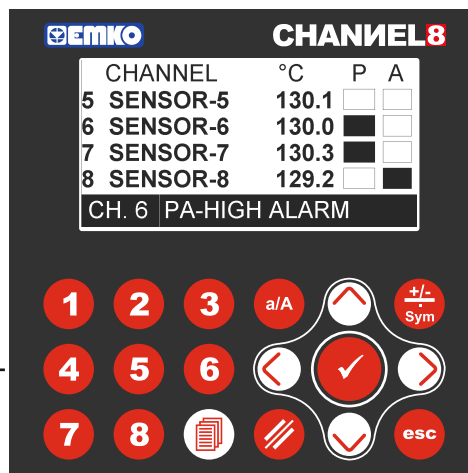 EMKO CHANИEL8
CHANNEL °C P A
5 SENSOR-5 130.1
6 SENSOR-6 130.0
7 SENSOR-7 130.3
8 SENSOR-8 129.2
CH. 6 PA-HIGH ALARM
1 2 3 a/A +/- Sym
4 5 6
7 8 esc